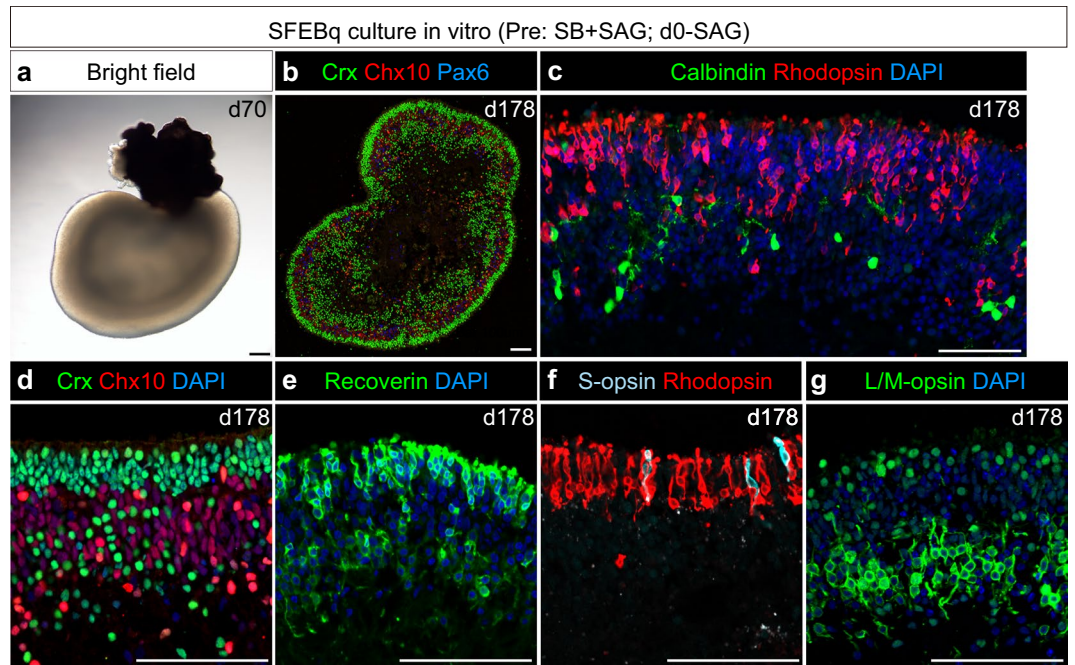 SFEBq culture in vitro (Pre: SB+SAG; d0-SAG)
a Bright field
d70
b Crx Chx10 Pax6
d178
c Calbindin Rhodopsin DAPI
d178
d Crx Chx10 DAPI
d178
e Recoverin DAPI
d178
f S-opsin Rhodopsin
d178
g L/M-opsin DAPI
d178